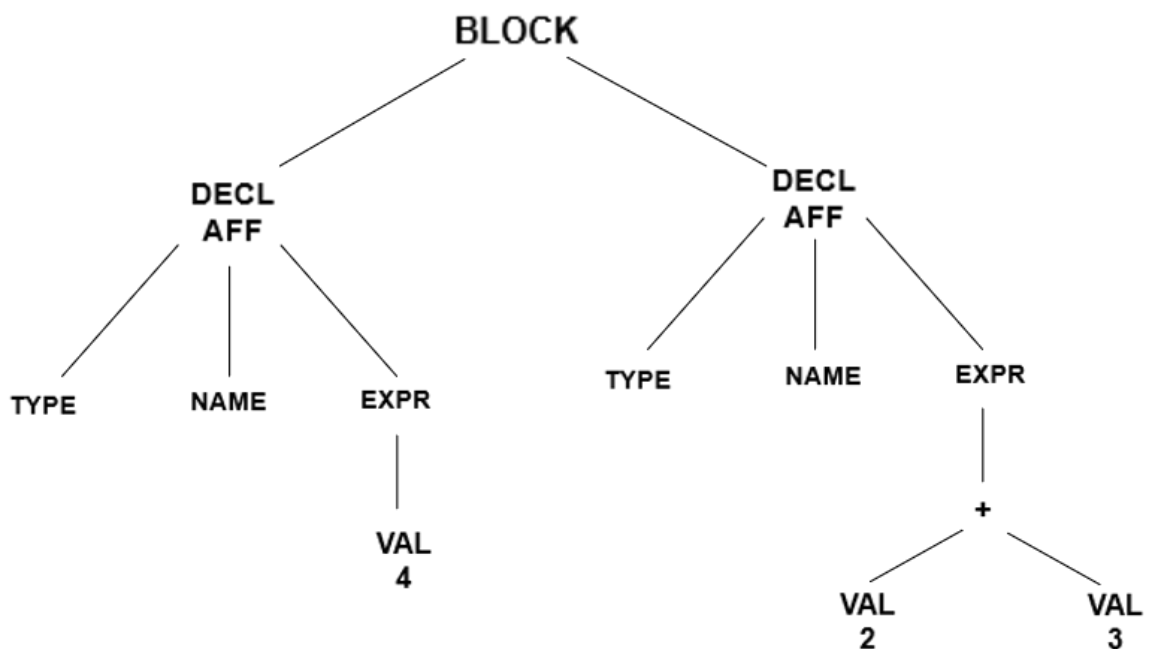 BLOCK
DECL
AFF
DECL
AFF
TYPE
NAME
EXPR
TYPE
NAME
EXPR
VAL
4
+
VAL
2
VAL
3